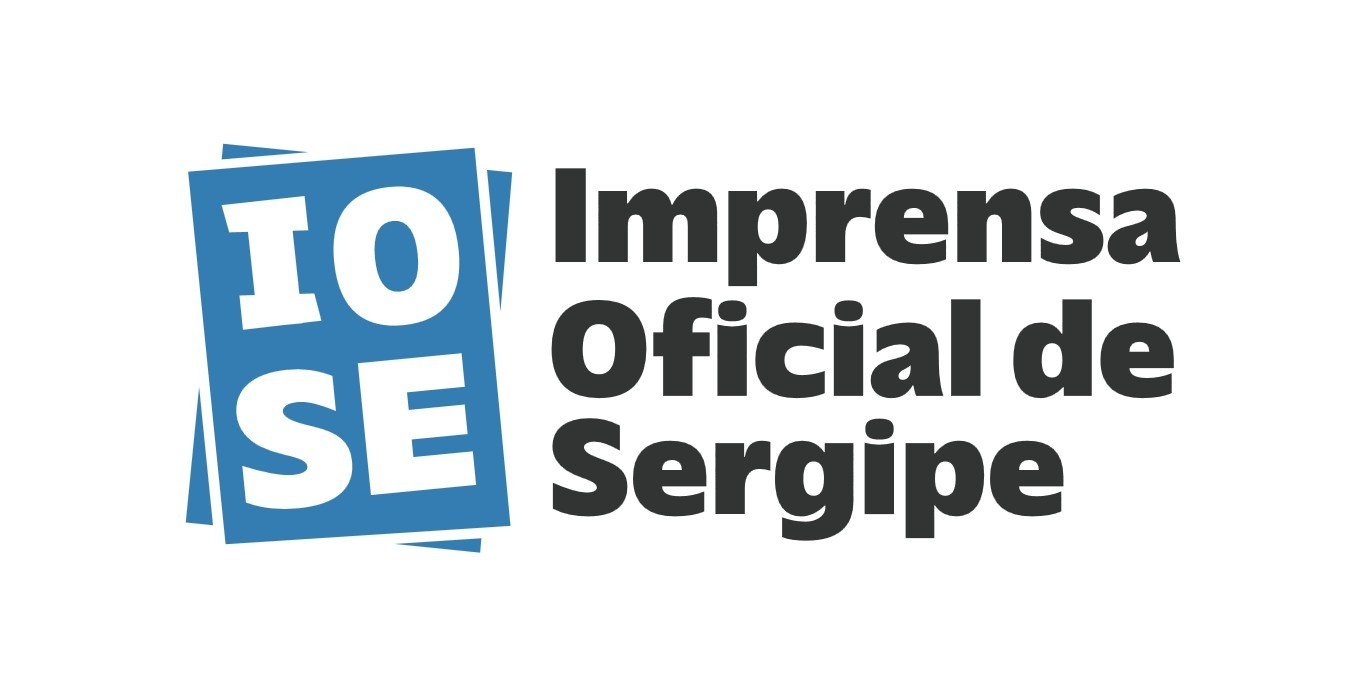 IO
SE
Imprensa
Oficial de
Sergipe